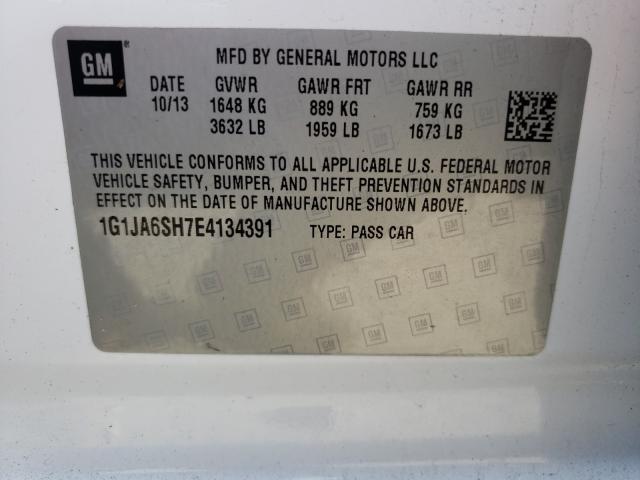 GM
MFD BY GENERAL MOTORS LLC
DATE GVWR GAWR FRT GAWR RR
10/13 1648 KG 889 KG 759 KG
3632 LB 1959 LB 1673 LB
THIS VEHICLE CONFORMS TO ALL APPLICABLE U.S. FEDERAL MOTOR
VEHICLE SAFETY, BUMPER, AND THEFT PREVENTION STANDARDS IN
EFFECT ON THE DATE OF MANUFACTURE SHOWN ABOVE.
1G1JA6SH7E4134391 TYPE: PASS CAR